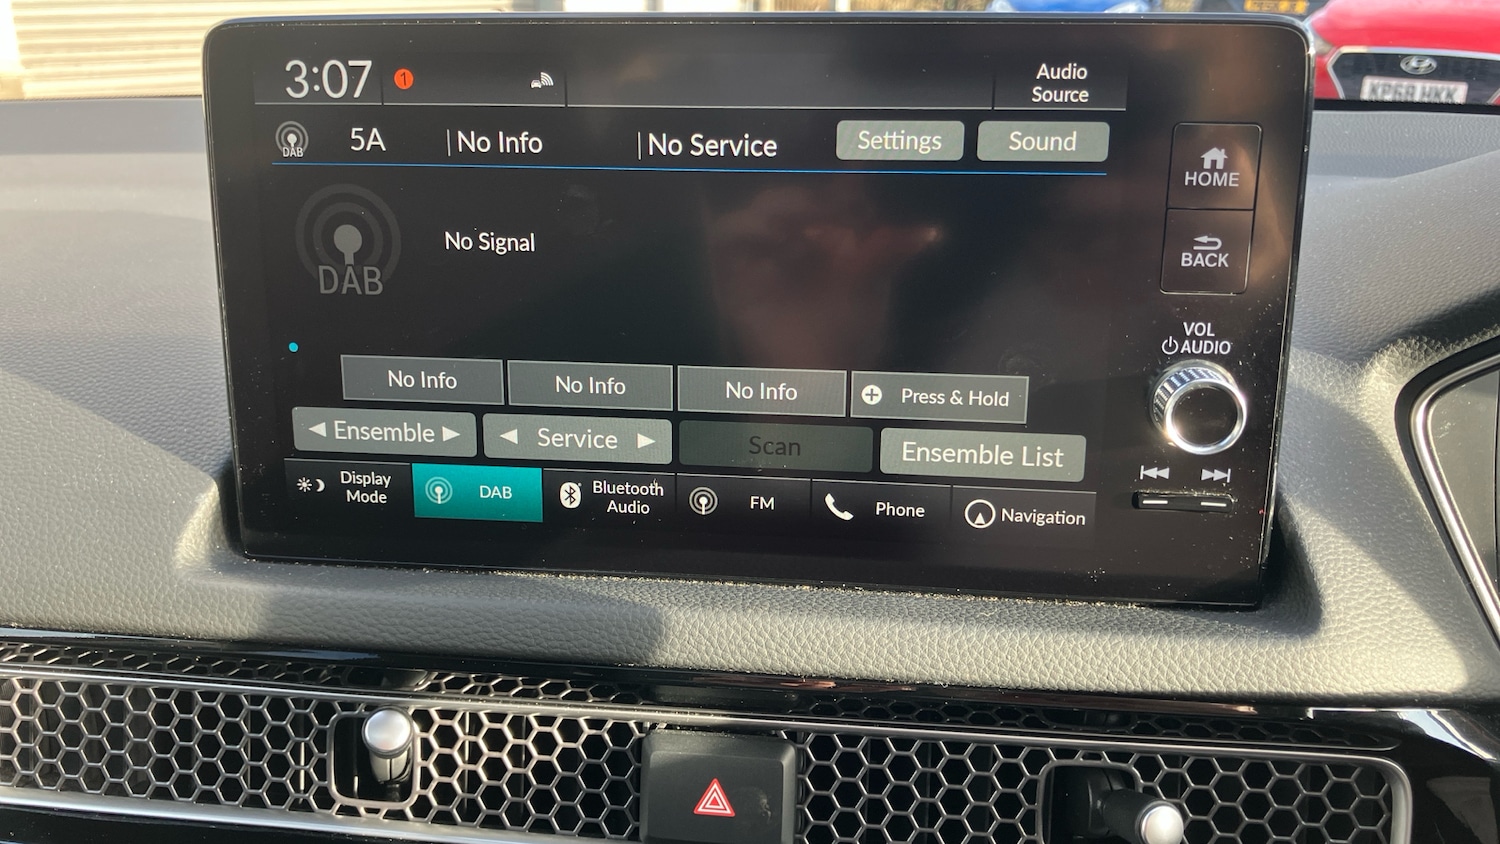 3:07
1
Audio
Source
DAB
5A
No Info
No Service
Settings
Sound
HOME
DAB
No Signal
BACK
VOL
AUDIO
No Info
No Info
No Info
Press & Hold
Ensemble
Service
Scan
Ensemble List
Display
Mode
DAB
Bluetooth
Audio
FM
Phone
Navigation
KP68 HKK